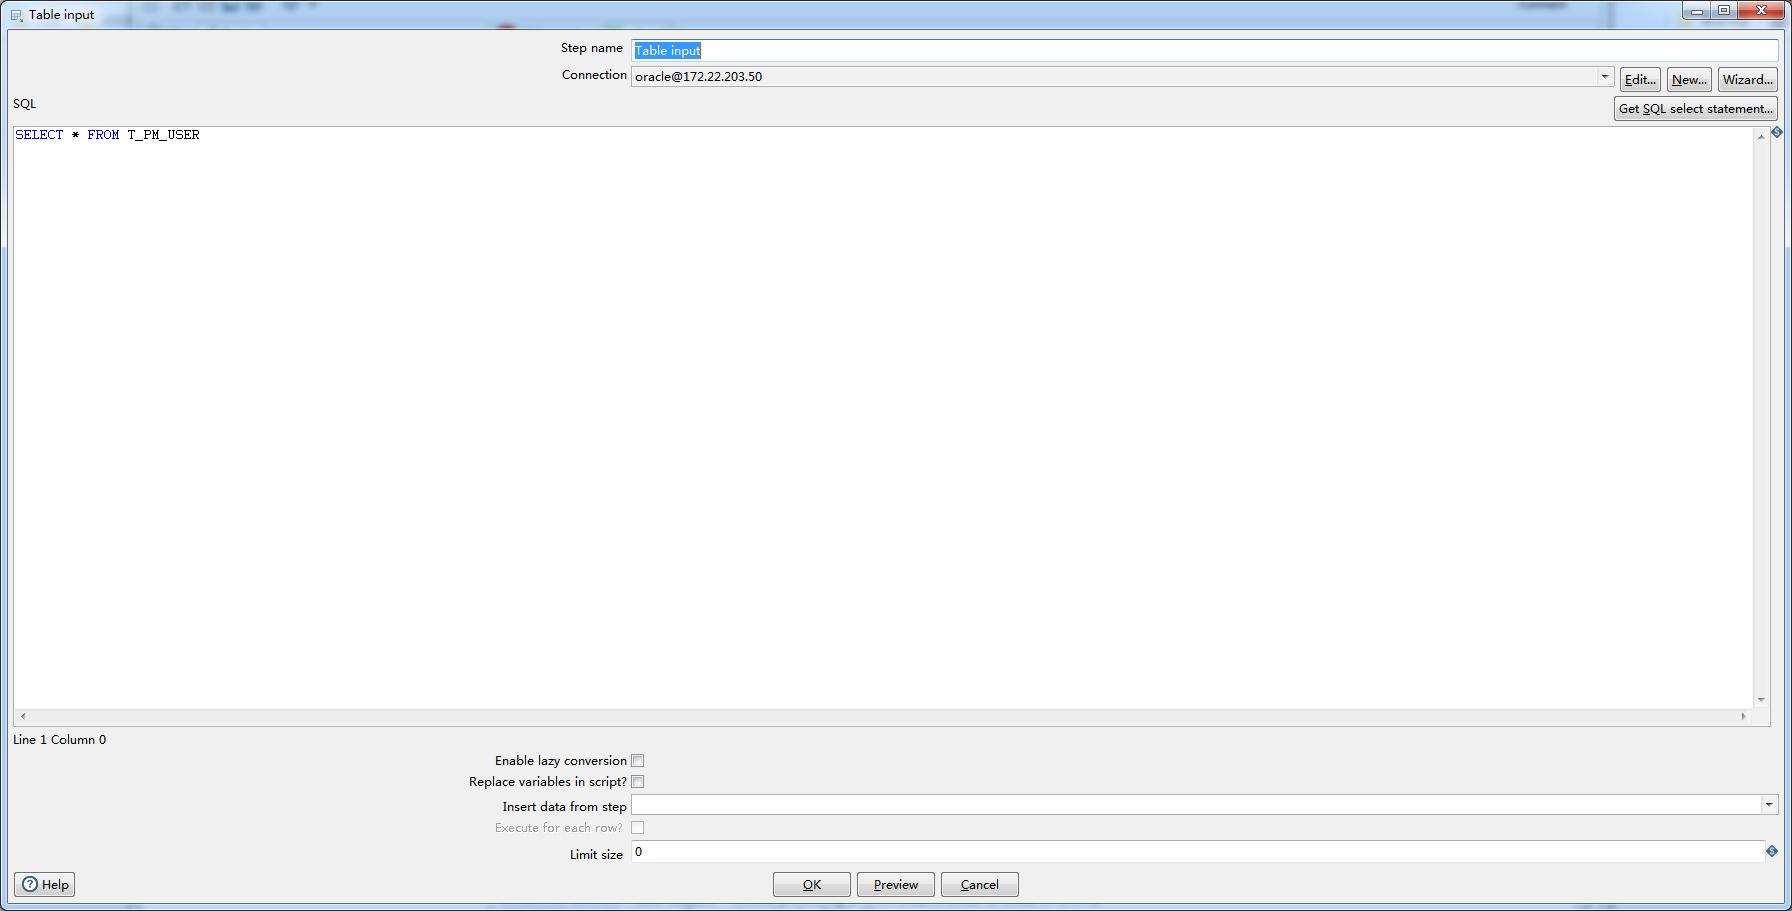 Table input
Step name Table input
Connection oracle@172.22.203.50 Edit... New... Wizard...
SQL Get SQL select statement...
SELECT * FROM T_PM_USER
Line 1 Column 0
Enable lazy conversion
Replace variables in script?
Insert data from step
Execute for each row?
Limit size 0
Help OK Preview Cancel